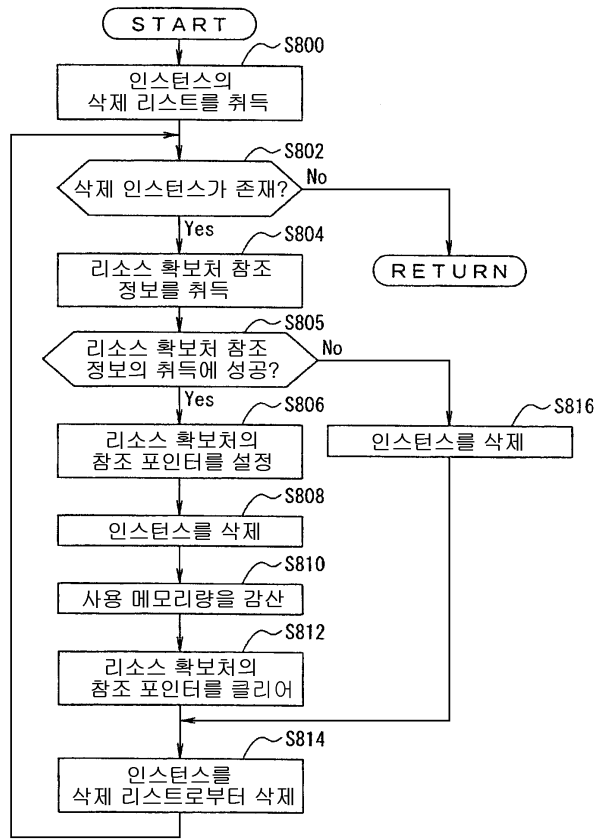 START
S800
인스턴스의
삭제 리스트를 취득
S802
삭제 인스턴스가 존재?
No
Yes
S804
리소스 확보처 참조
정보를 취득
RETURN
S805
리소스 확보처 참조
정보의 취득에 성공?
No
Yes
S806
리소스 확보처의
참조 포인터를 설정
S816
인스턴스를 삭제
S808
인스턴스를 삭제
S810
사용 메모리량을 감산
S812
리소스 확보처의
참조 포인터를 클리어
S814
인스턴스를
삭제 리스트로부터 삭제